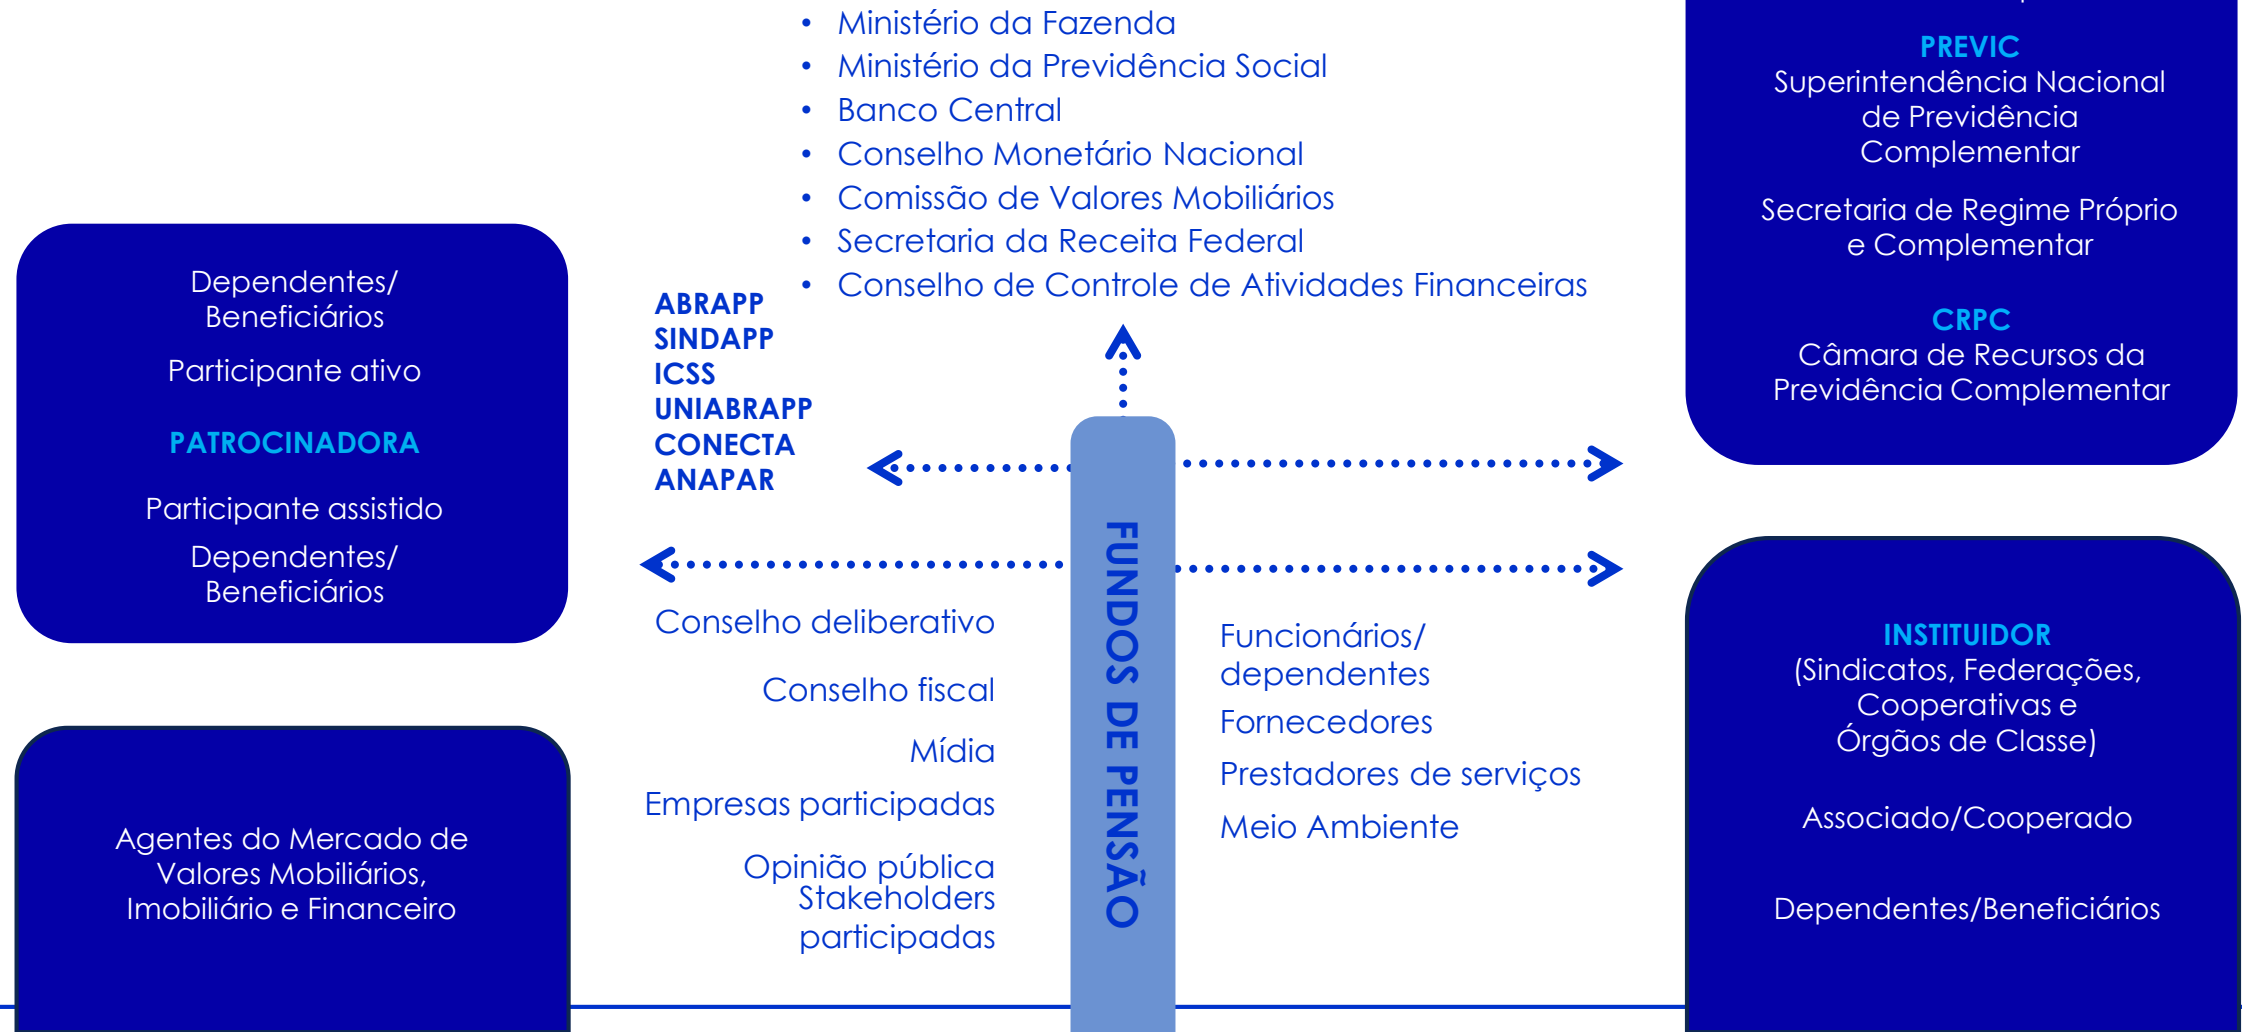 • Ministério da Fazenda
• Ministério da Previdência Social
• Banco Central
• Conselho Monetário Nacional
• Comissão de Valores Mobiliários
• Secretaria da Receita Federal
• Conselho de Controle de Atividades Financeiras
PREVIC
Superintendência Nacional
de Previdência
Complementar
Secretaria de Regime Próprio
e Complementar
CRPC
Câmara de Recursos da
Previdência Complementar
Dependentes/
Beneficiários
Participante ativo
PATROCINADORA
Participante assistido
Dependentes/
Beneficiários
ABRAPP
SINDAPP
ICSS
UNIABRAPP
CONECTA
ANAPAR
FUNDOS DE PENSÃO
Conselho deliberativo
Conselho fiscal
Mídia
Empresas participadas
Opinião pública
Stakeholders
participadas
Funcionários/
dependentes
Fornecedores
Prestadores de serviços
Meio Ambiente
INSTITUIDOR
(Sindicatos, Federações,
Cooperativas e
Órgãos de Classe)
Associado/Cooperado
Dependentes/Beneficiários
Agentes do Mercado de
Valores Mobiliários,
Imobiliário e Financeiro